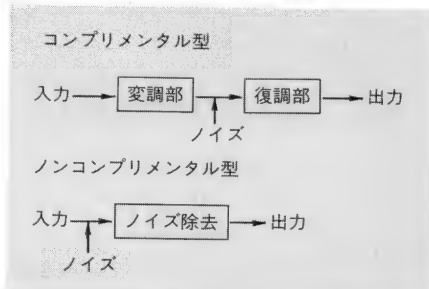 コンプリメンタル型
入力 変調部 復調部 出力
ノイズ
ノンコンプリメンタル型
入力 ノイズ除去 出力
ノイズ